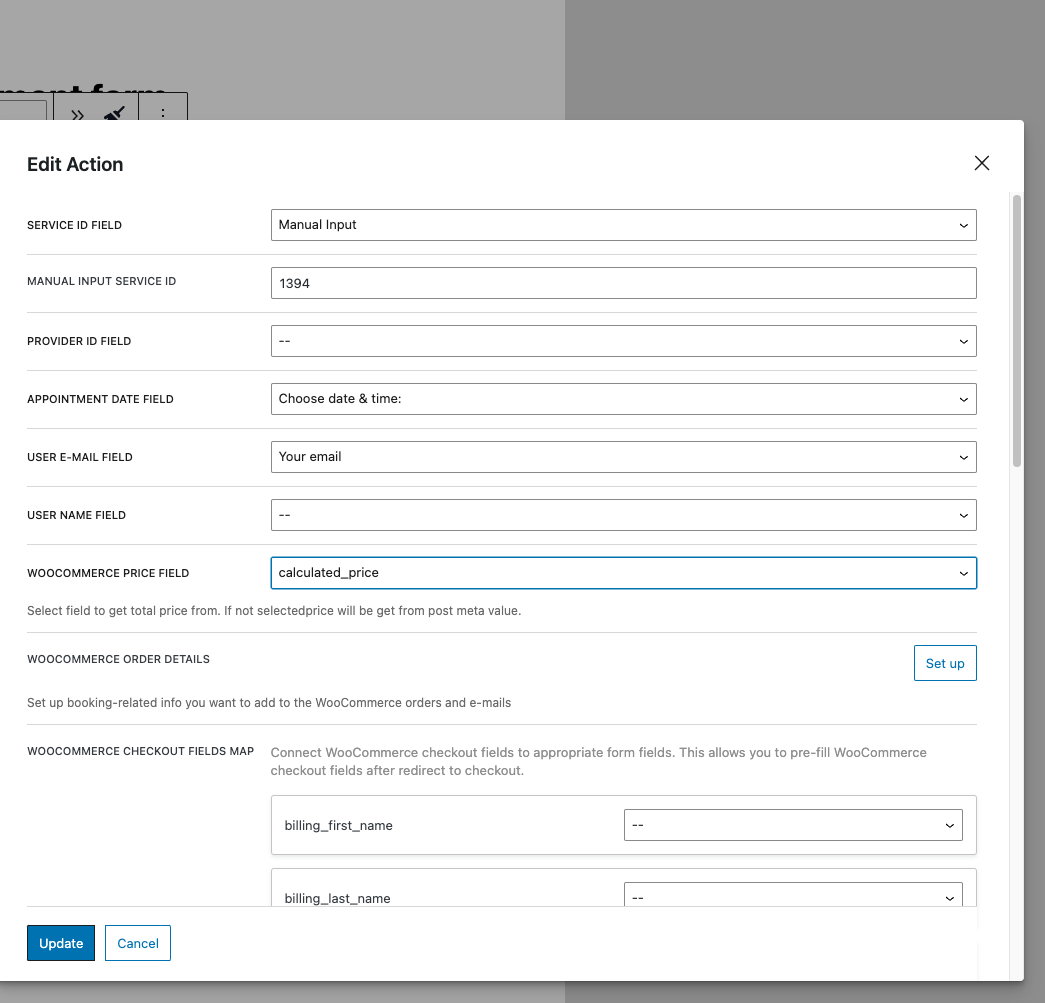 Edit Action
SERVICE ID FIELD
Manual Input
MANUAL INPUT SERVICE ID
1394
PROVIDER ID FIELD
--
APPOINTMENT DATE FIELD
Choose date & time:
USER E-MAIL FIELD
Your email
USER NAME FIELD
--
WOOCOMMERCE PRICE FIELD
calculated_price
Select field to get total price from. If not selectedprice will be get from post meta value.
WOOCOMMERCE ORDER DETAILS
Set up
Set up booking-related info you want to add to the WooCommerce orders and e-mails
WOOCOMMERCE CHECKOUT FIELDS MAP
Connect WooCommerce checkout fields to appropriate form fields. This allows you to pre-fill WooCommerce
checkout fields after redirect to checkout.
billing_first_name
--
billing_last_name
--
Update
Cancel